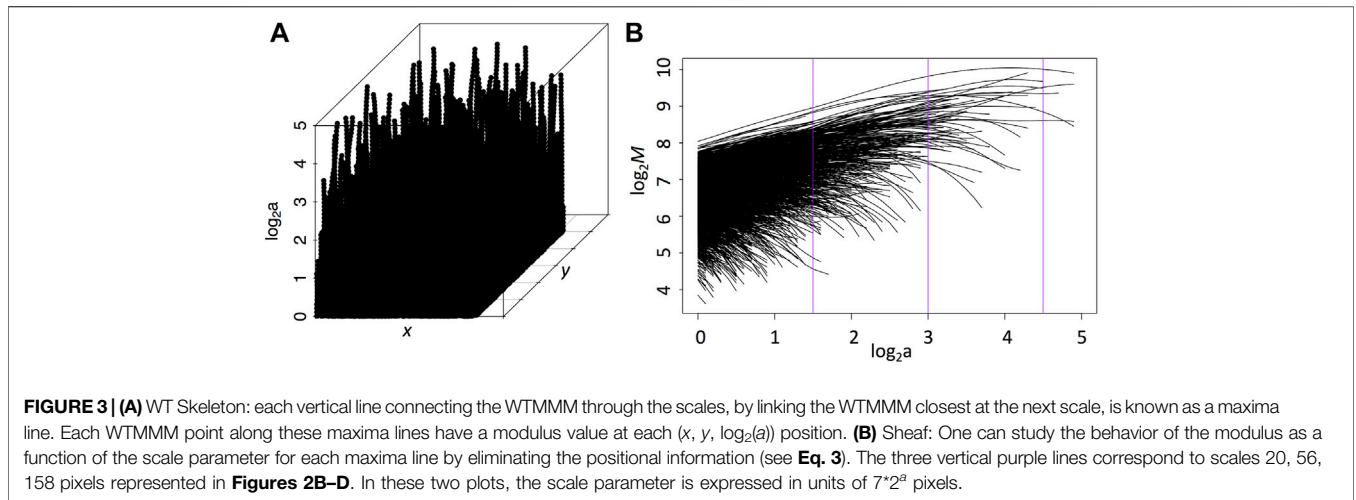 A
B
5
4
3
2
1
0
log₂a
x
y
10
9
8
7
6
5
4
log₂M
0 1 2 3 4 5
log₂a
FIGURE 3 | (A) WT Skeleton: each vertical line connecting the WTMMM through the scales, by linking the WTMMM closest at the next scale, is known as a maxima
line. Each WTMMM point along these maxima lines have a modulus value at each (x, y, log₂(a)) position. (B) Sheaf: One can study the behavior of the modulus as a
function of the scale parameter for each maxima line by eliminating the positional information (see Eq. 3). The three vertical purple lines correspond to scales 20, 56,
158 pixels represented in Figures 2B–D. In these two plots, the scale parameter is expressed in units of 7*2ᵃ pixels.